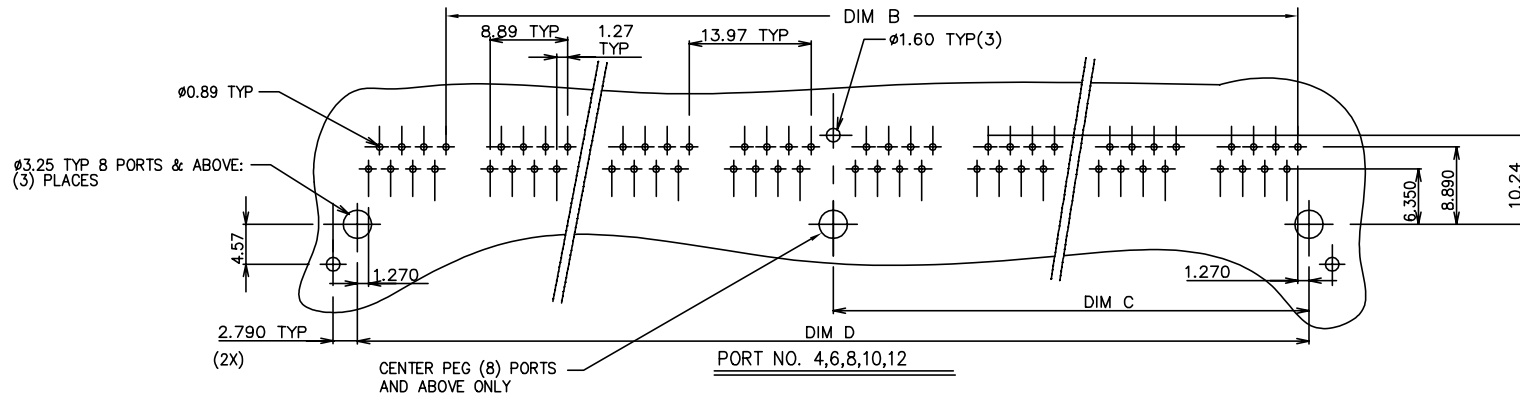 DIM B
8.89 TYP
1.27
TYP
13.97 TYP
ø1.60 TYP(3)
ø0.89 TYP
ø3.25 TYP 8 PORTS & ABOVE:
(3) PLACES
4.57
1.270
6.350
8.890
10.24
1.270
DIM C
2.790 TYP
(2X)
DIM D
CENTER PEG (8) PORTS
AND ABOVE ONLY
PORT NO. 4,6,8,10,12